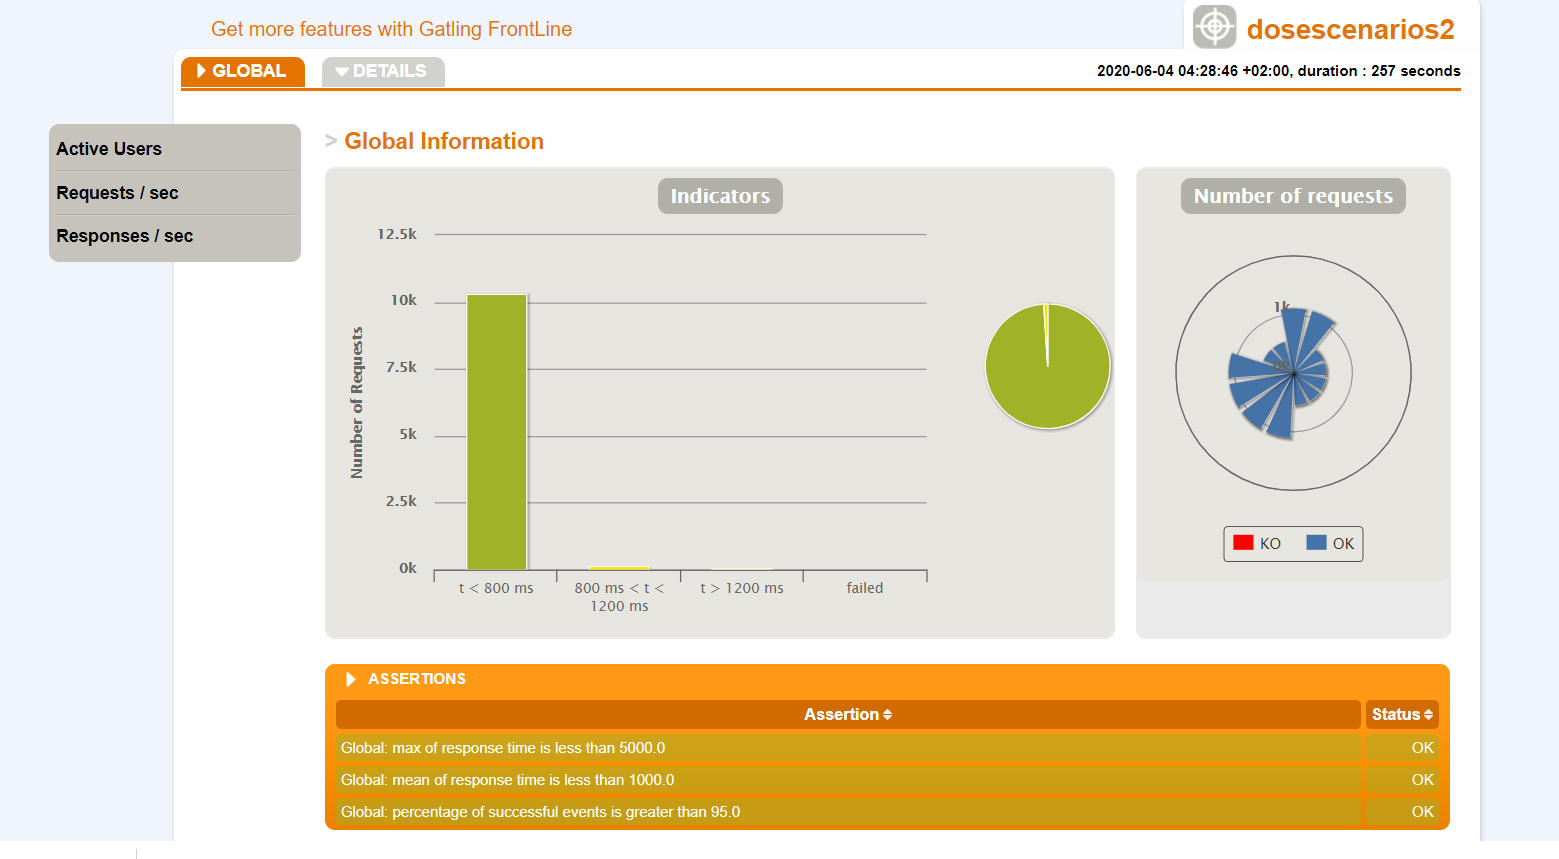 Get more features with Gatling FrontLine
dosescenarios2
GLOBAL
DETAILS
2020-06-04 04:28:46 +02:00, duration : 257 seconds
Active Users
Requests / sec
Responses / sec
> Global Information
Indicators
Number of Requests
12.5k
10k
7.5k
5k
2.5k
0k
t < 800 ms
800 ms < t <
1200 ms
t > 1200 ms
failed
Number of requests
1k
KO
OK
ASSERTIONS
Assertion
Status
Global: max of response time is less than 5000.0
OK
Global: mean of response time is less than 1000.0
OK
Global: percentage of successful events is greater than 95.0
OK